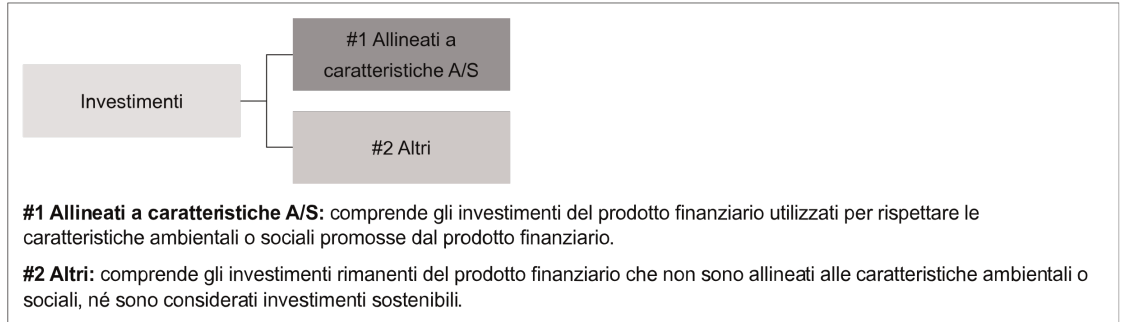 #1 Allineati a
caratteristiche A/S
Investimenti
#2 Altri
#1 Allineati a caratteristiche A/S: comprende gli investimenti del prodotto finanziario utilizzati per rispettare le
caratteristiche ambientali o sociali promosse dal prodotto finanziario.
#2 Altri: comprende gli investimenti rimanenti del prodotto finanziario che non sono allineati alle caratteristiche ambientali o
sociali, né sono considerati investimenti sostenibili.